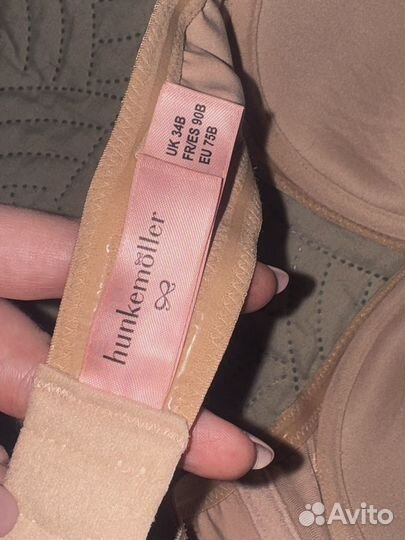 UK 34B
FR/ES 90B
EU 75B
hunkemöller
Avito